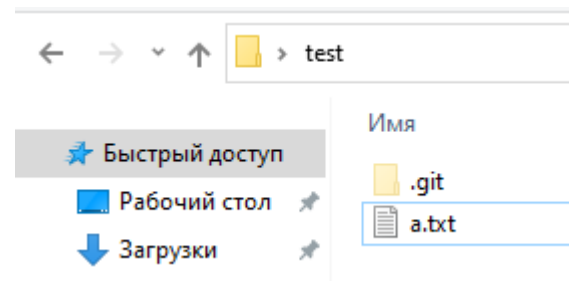 test
Имя
Быстрый доступ
.git
Рабочий стол
a.txt
Загрузки